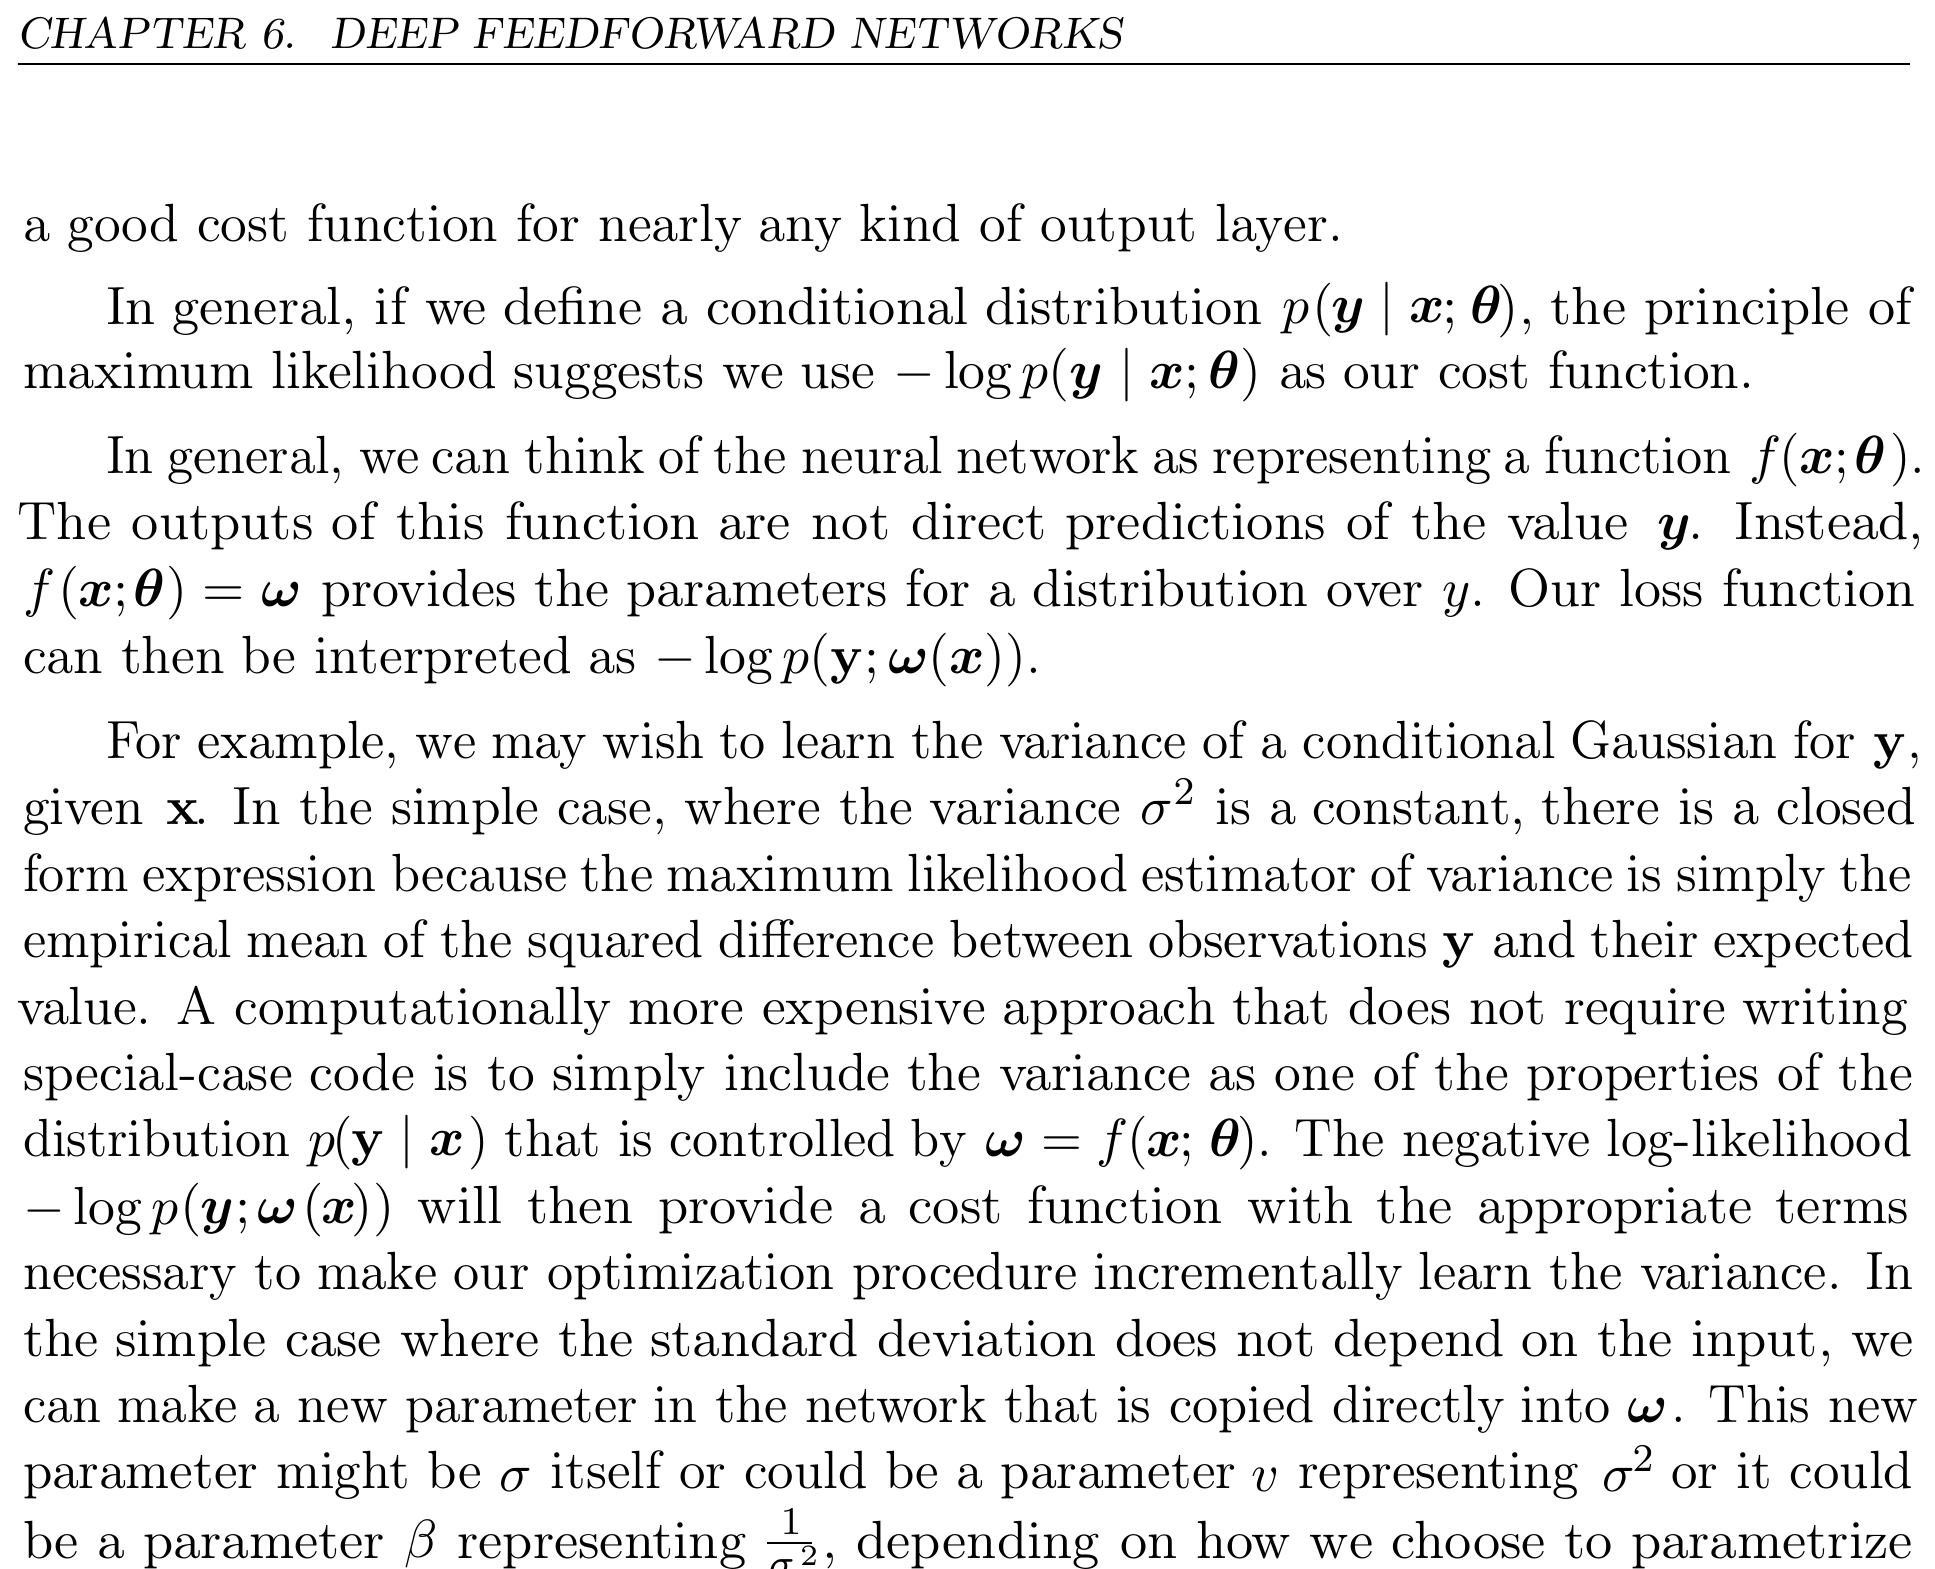 CHAPTER 6. DEEP FEEDFORWARD NETWORKS
a good cost function for nearly any kind of output layer.
In general, if we define a conditional distribution p(y | x; θ), the principle of
maximum likelihood suggests we use − log p(y | x; θ) as our cost function.
In general, we can think of the neural network as representing a function f(x; θ).
The outputs of this function are not direct predictions of the value y. Instead,
f(x; θ) = ω provides the parameters for a distribution over y. Our loss function
can then be interpreted as − log p(y; ω(x)).
For example, we may wish to learn the variance of a conditional Gaussian for y,
given x. In the simple case, where the variance σ² is a constant, there is a closed
form expression because the maximum likelihood estimator of variance is simply the
empirical mean of the squared difference between observations y and their expected
value. A computationally more expensive approach that does not require writing
special-case code is to simply include the variance as one of the properties of the
distribution p(y | x) that is controlled by ω = f(x; θ). The negative log-likelihood
− log p(y; ω(x)) will then provide a cost function with the appropriate terms
necessary to make our optimization procedure incrementally learn the variance. In
the simple case where the standard deviation does not depend on the input, we
can make a new parameter in the network that is copied directly into ω. This new
parameter might be σ itself or could be a parameter v representing σ² or it could
be a parameter β representing 1/σ², depending on how we choose to parametrize